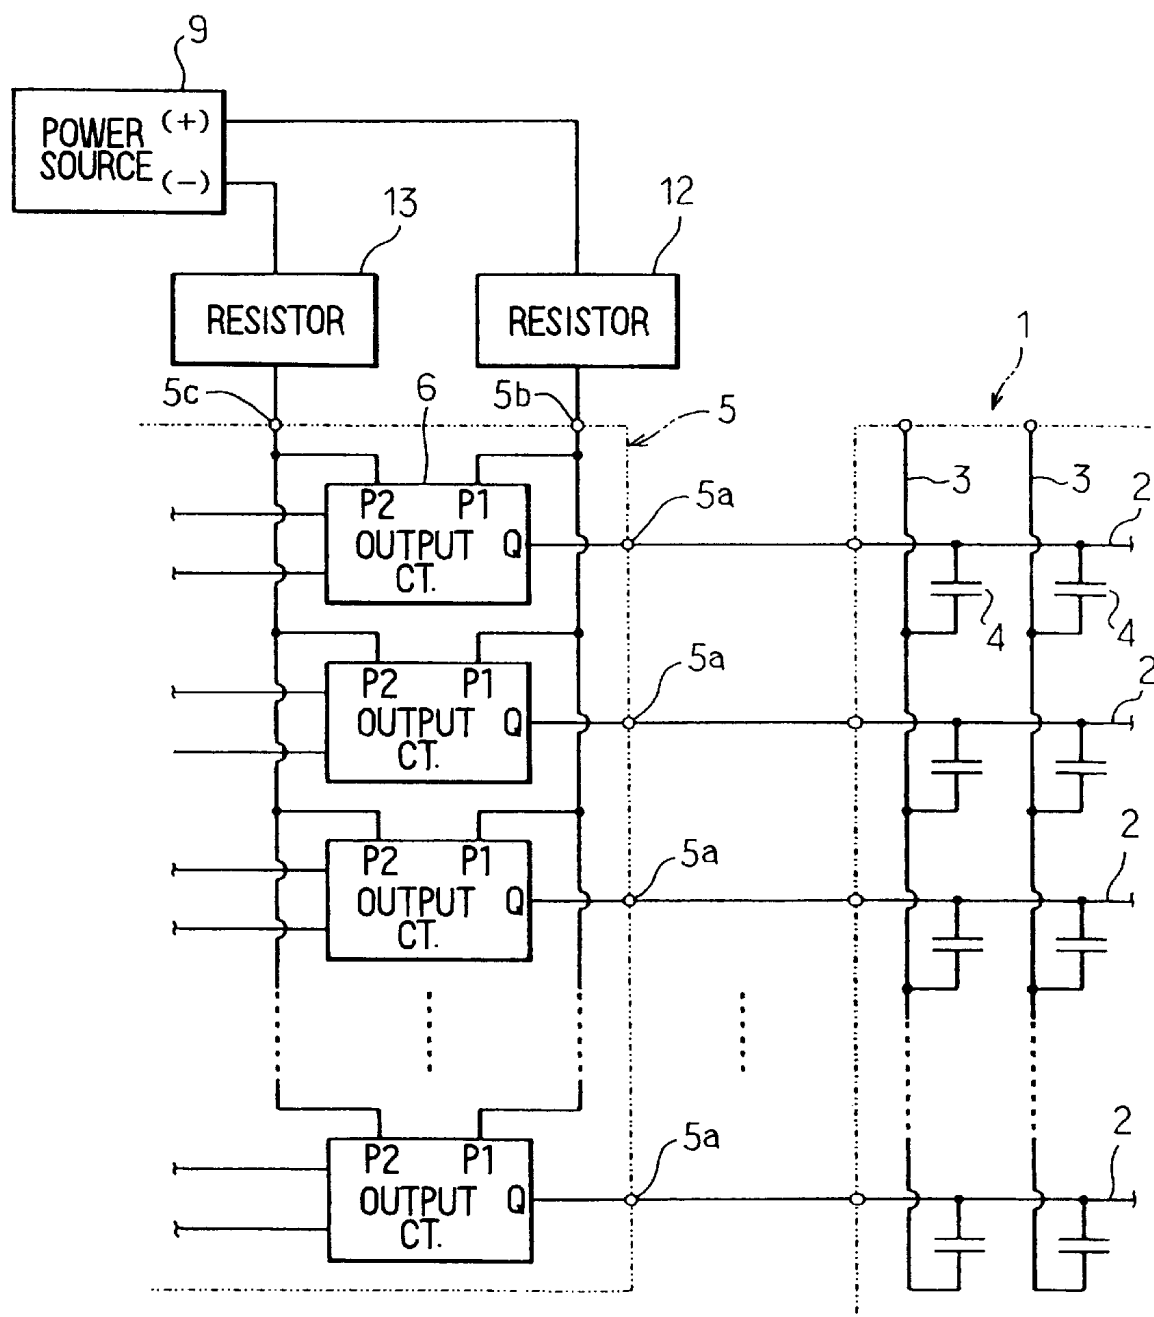 9
POWER (+)
SOURCE (-)
13
12
RESISTOR
RESISTOR
1
5c
6
5b
5
P2 P1
OUTPUT Q
CT.
5a
3
3
2
4
4
P2 P1
OUTPUT Q
CT.
5a
2
P2 P1
OUTPUT Q
CT.
5a
2
P2 P1
OUTPUT Q
CT.
5a
2